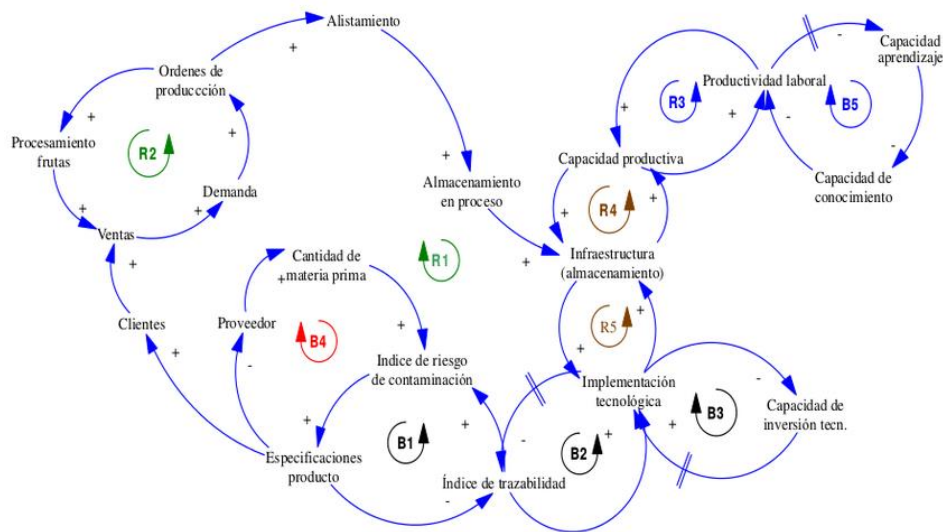 Alistamiento
+
-
Capacidad
aprendizaje
Ordenes de
produccción
Productividad laboral
R3
B5
+
+
+
-
Procesamiento
frutas
R2
+
+
Capacidad productiva
-
Almacenamiento
en proceso
Capacidad de
conocimiento
Demanda
+
+
R4
+
+
Ventas
Cantidad de
materia prima
+
R1
+
Infraestructura
(almacenamiento)
+
Clientes
Proveedor
B4
+
R5
+
+
-
Indice de riesgo
de contaminación
+
Implementación
tecnológica
-
Capacidad de
inversión tecn.
B3
+
B1
+
-
B2
+
+
Especificaciones
producto
-
Índice de trazabilidad